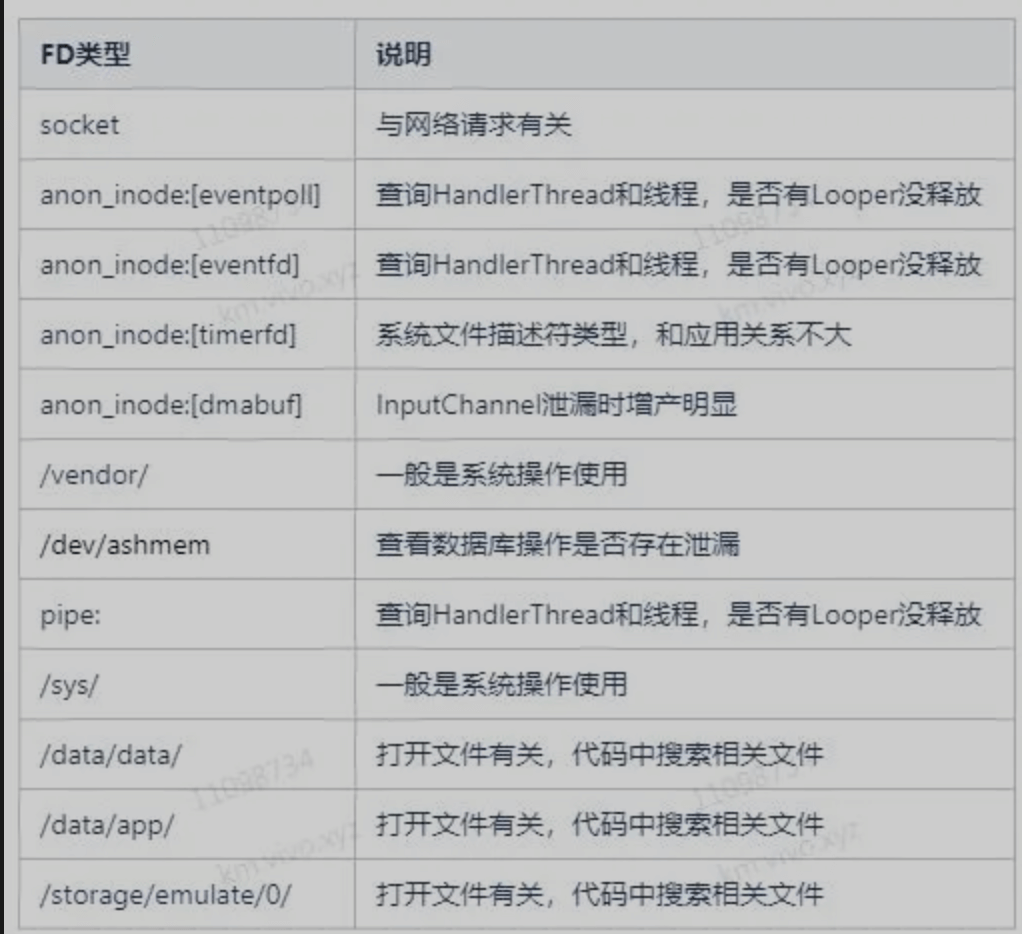 FD类型 说明
socket 与网络请求有关
anon_inode:[eventpoll] 查询HandlerThread和线程，是否有Looper没释放
anon_inode:[eventfd] 查询HandlerThread和线程，是否有Looper没释放
anon_inode:[timerfd] 系统文件描述符类型，和应用关系不大
anon_inode:[dmabuf] InputChannel泄漏时增产明显
/vendor/ 一般是系统操作使用
/dev/ashmem 查看数据库操作是否存在泄漏
pipe: 查询HandlerThread和线程，是否有Looper没释放
/sys/ 一般是系统操作使用
/data/data/ 打开文件有关，代码中搜索相关文件
/data/app/ 打开文件有关，代码中搜索相关文件
/storage/emulate/0/ 打开文件有关，代码中搜索相关文件
11098734
km.vivo.xyz